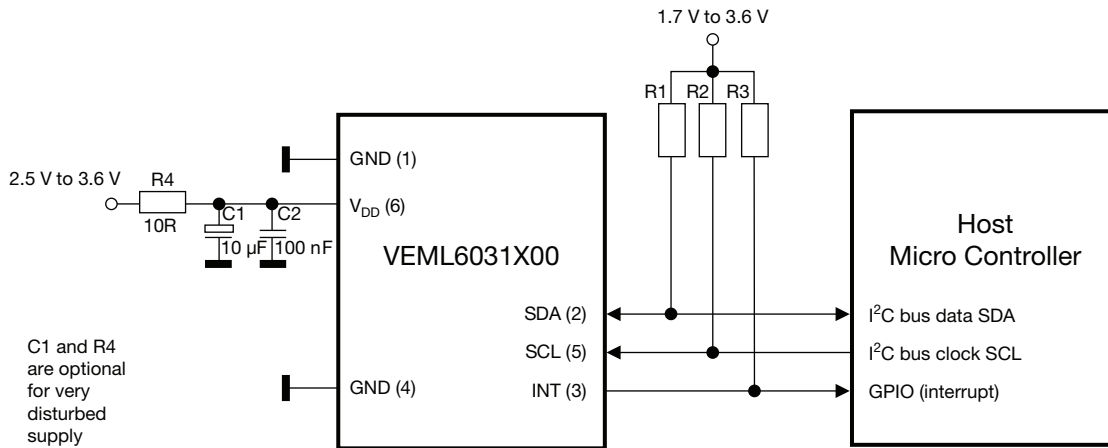 1.7 V to 3.6 V
R1 R2 R3
GND (1)
2.5 V to 3.6 V
R4
10R
C1
10 µF
C2
100 nF
V_DD (6)
VEML6031X00
Host
Micro Controller
SDA (2)
I²C bus data SDA
SCL (5)
I²C bus clock SCL
GND (4)
INT (3)
GPIO (interrupt)
C1 and R4
are optional
for very
disturbed
supply